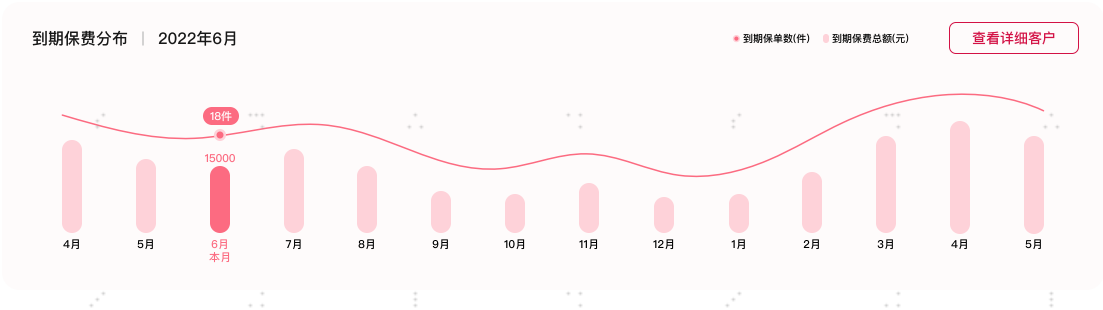 到期保费分布 | 2022年6月
到期保单数(件) 到期保费总额(元)
查看详细客户
18件
15000
4月 5月 6月 7月 8月 9月 10月 11月 12月 1月 2月 3月 4月 5月
本月